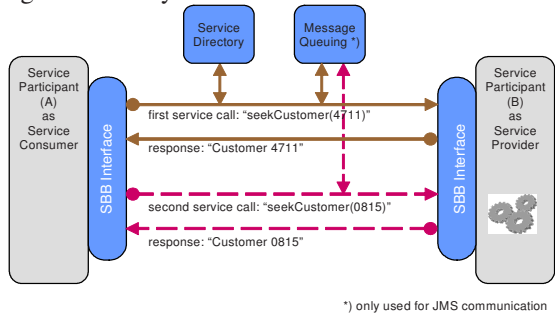 Service
Directory
Message
Queuing *)
Service
Participant
(A)
as
Service
Consumer
SBB Interface
first service call: “seekCustomer(4711)”
response: “Customer 4711”
second service call: “seekCustomer(0815)”
response: “Customer 0815”
SBB Interface
Service
Participant
(B)
as
Service
Provider
*) only used for JMS communication